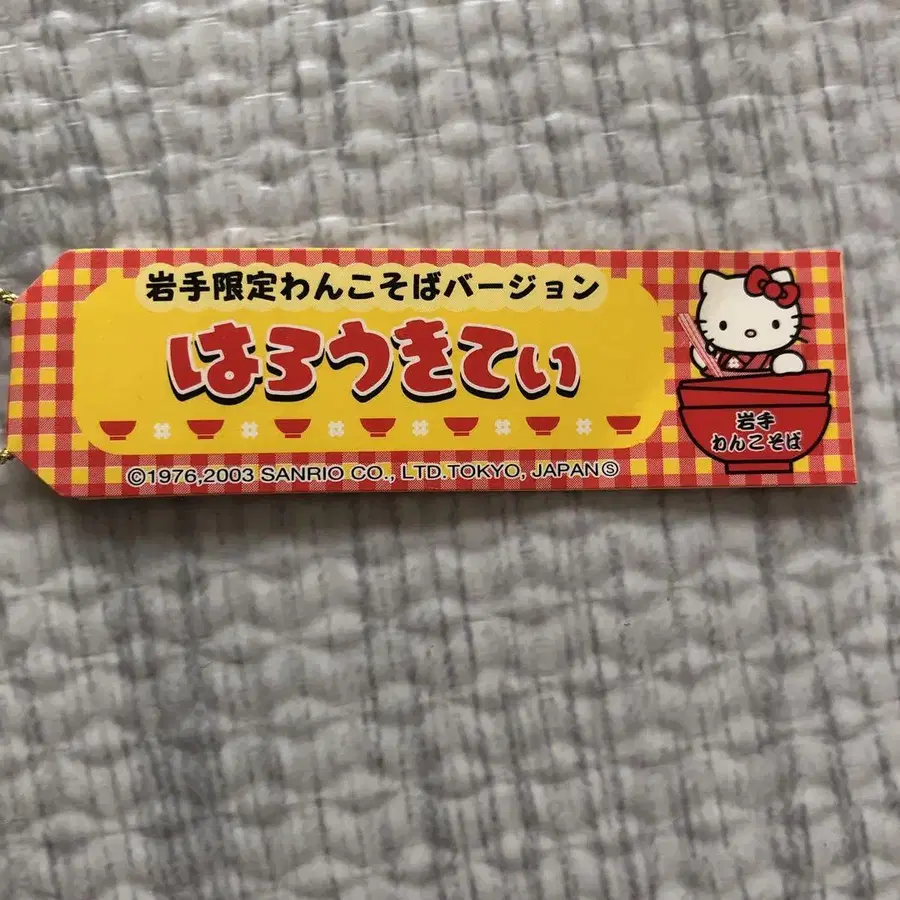 岩手限定わんこそばバージョン
はろうきてぃ
岩手
わんこそば
©1976,2003 SANRIO CO., LTD.TOKYO, JAPANⓈ